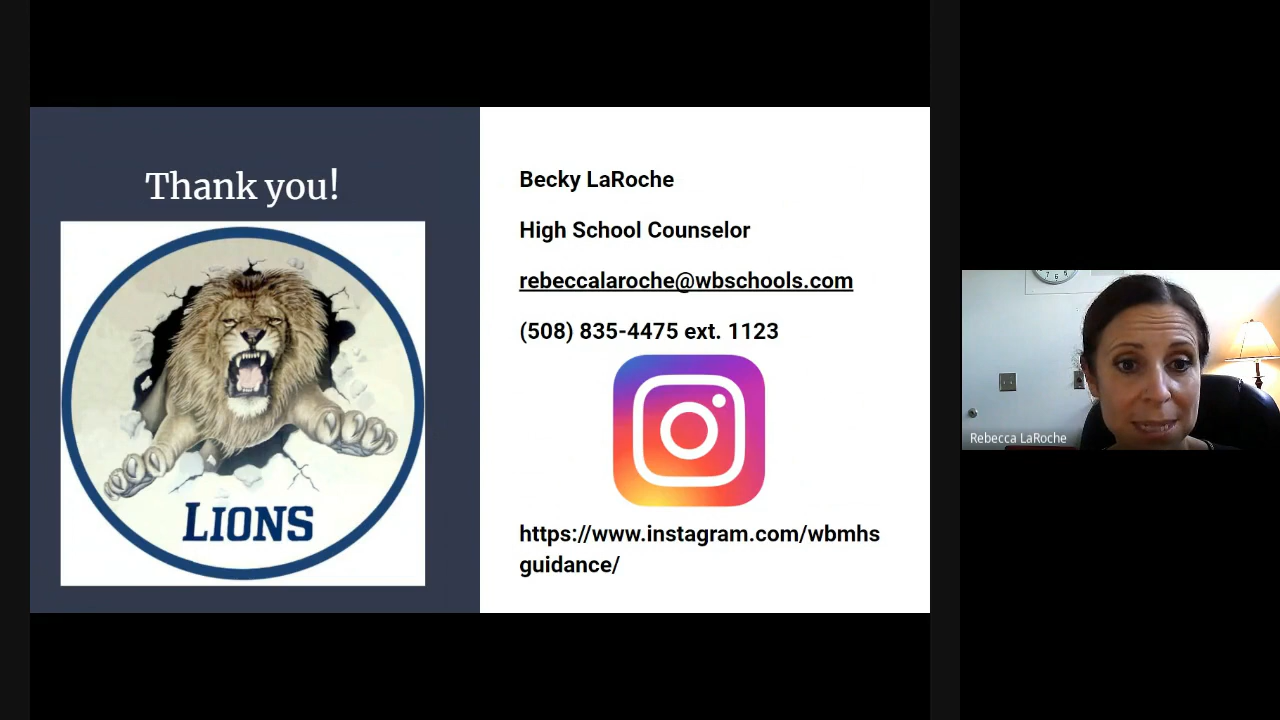 Thank you!
LIONS
Becky LaRoche
High School Counselor
rebeccalaroche@wbschools.com
(508) 835-4475 ext. 1123
https://www.instagram.com/wbmhs
guidance/
Rebecca LaRoche